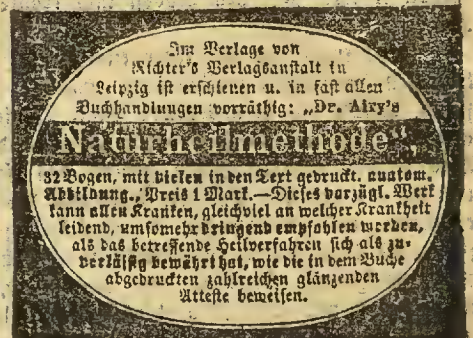 Im Verlage von
Richter's Verlagsanstalt in
Leipzig ist erschienen u. in fast allen
Buchhandlungen vorräthig: „Dr. Airy's
Naturheilmethode“,
32 Bogen, mit vielen in den Text gedruckt. anatom.
Abbildung., Preis 1 Mark.—Dieses vorzügl. Werk
kann allen Kranken, gleichviel an welcher Krankheit
leidend, umsomehr dringend empfohlen werden,
als das betreffende Heilverfahren sich als zu-
verlässig bewährt hat, wie die in dem Buche
abgedruckten zahlreichen glänzenden
Atteste beweisen.